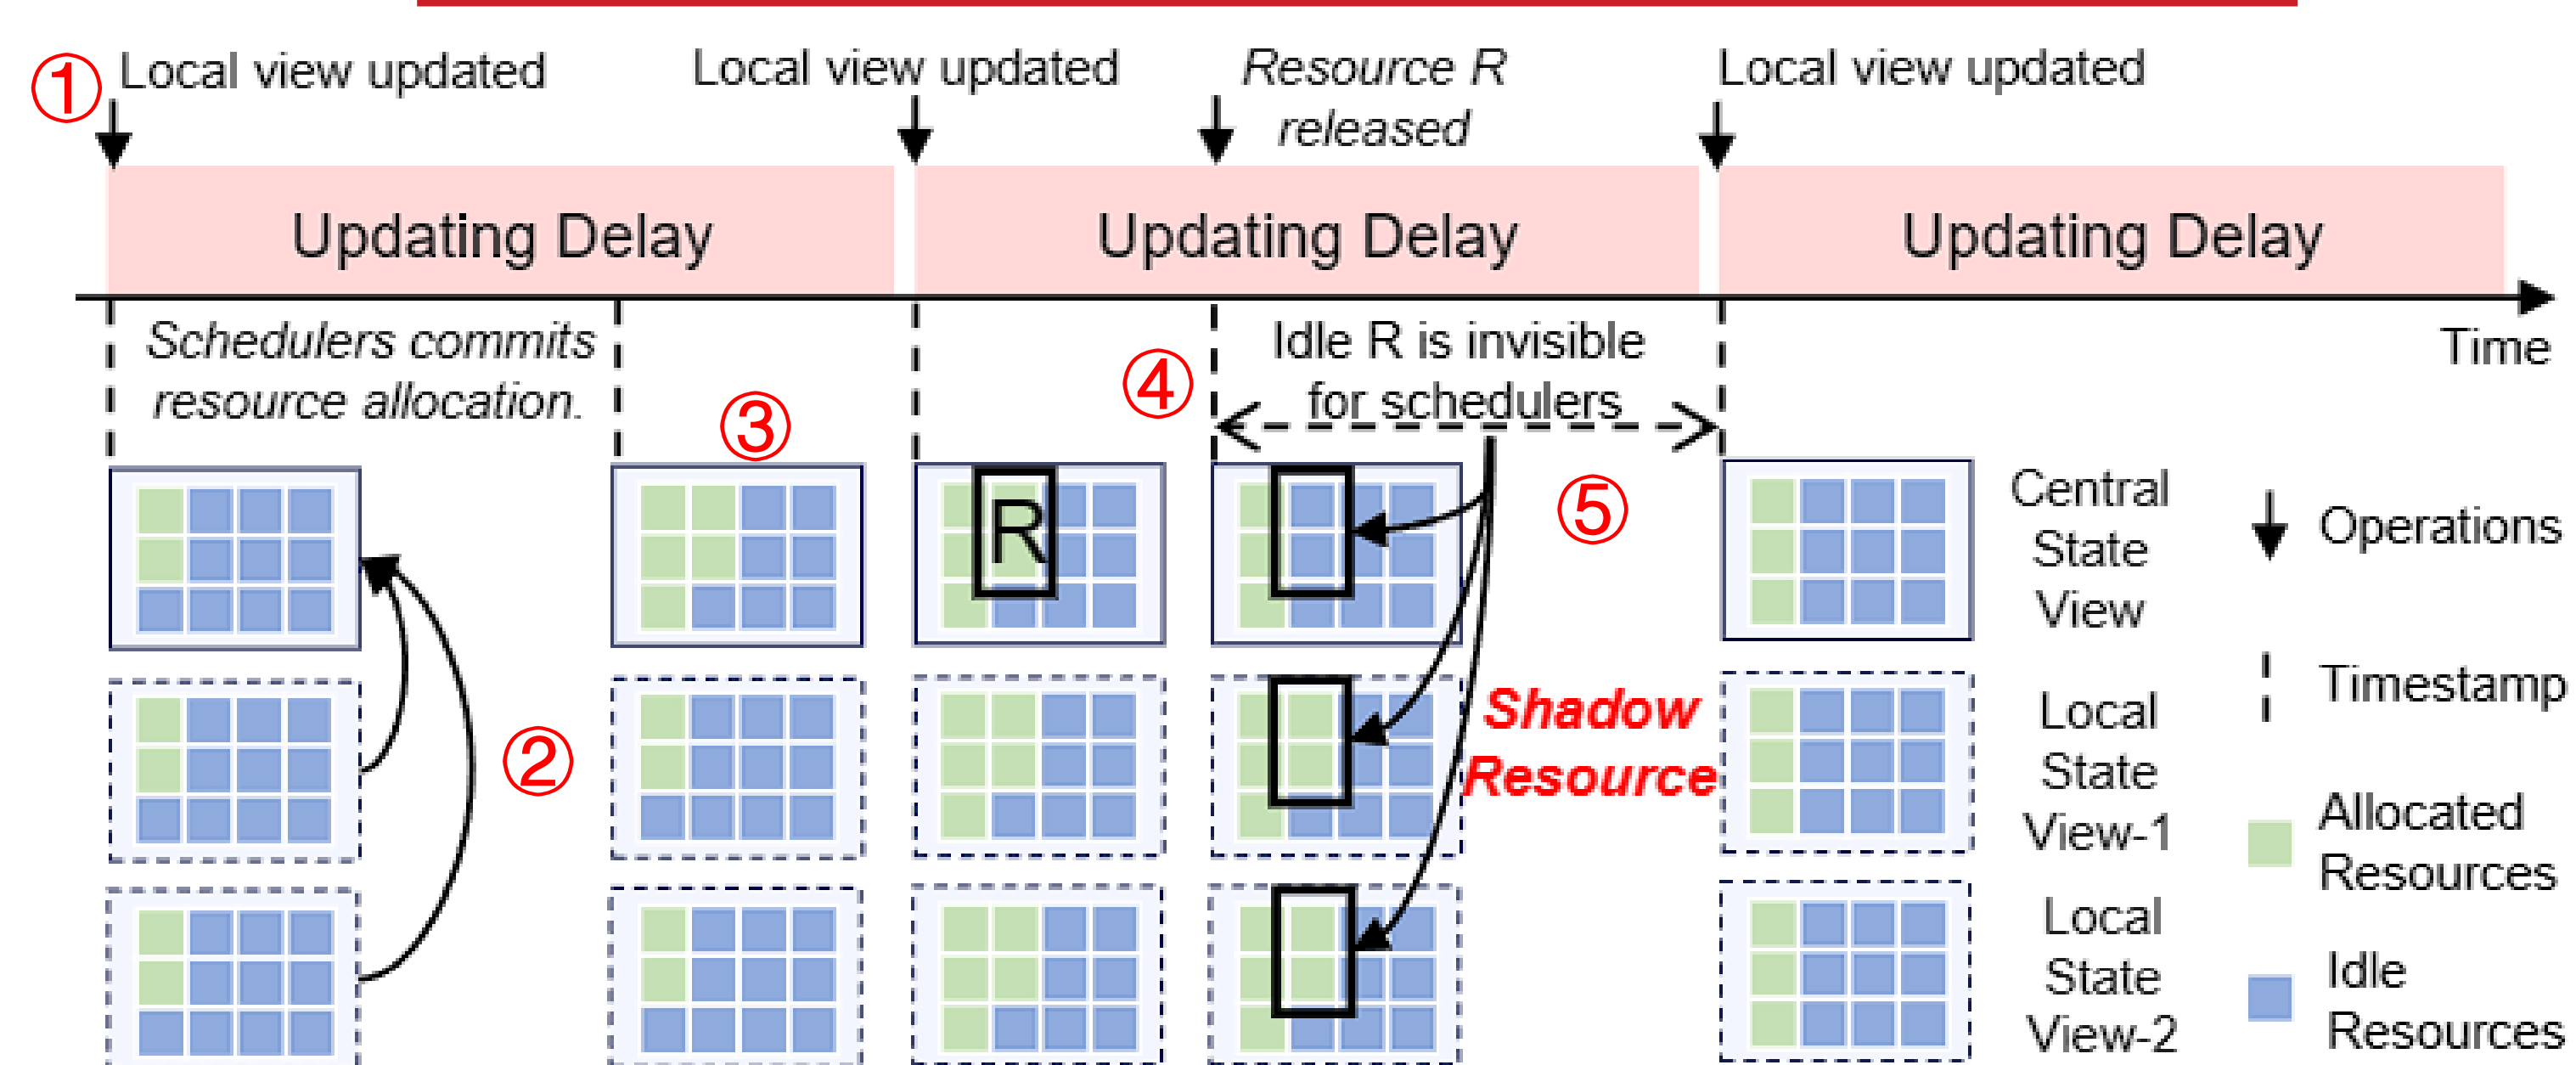 ① Local view updated
Local view updated
Resource R
released
Local view updated
Updating Delay
Updating Delay
Updating Delay
Time
Schedulers commits
resource allocation.
③
④
Idle R is invisible
for schedulers
⑤
②
R
Shadow
Resource
Central
State
View
Local
State
View-1
Local
State
View-2
Operations
Timestamp
Allocated
Resources
Idle
Resources